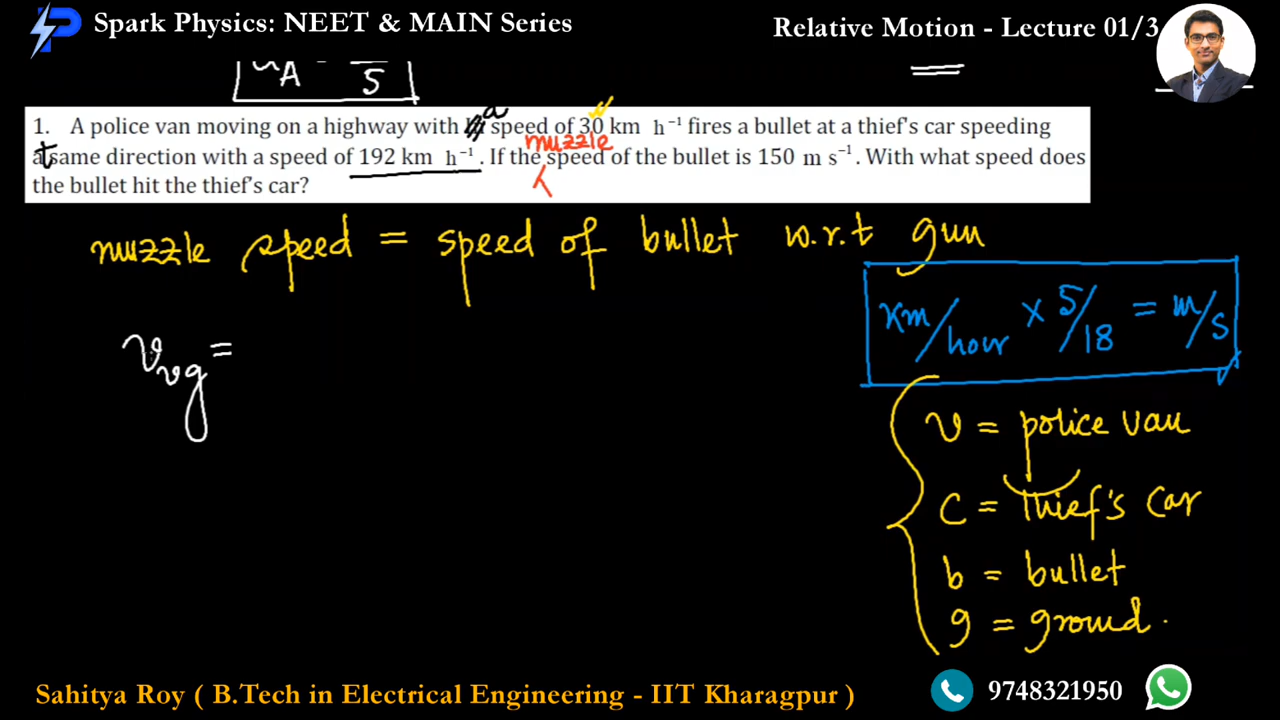 Spark Physics: NEET & MAIN Series
Relative Motion - Lecture 01/3
A 5
1. A police van moving on a highway with a speed of 30 km h⁻¹ fires a bullet at a thief's car speeding
muzzle
at same direction with a speed of 192 km h⁻¹. If the speed of the bullet is 150 m s⁻¹. With what speed does
the bullet hit the thief's car?
muzzle speed = speed of bullet w.r.t gun
km/hour × 5/18 = m/s
v_vg =
v = police van
c = Thief's car
b = bullet
g = ground.
Sahitya Roy ( B.Tech in Electrical Engineering - IIT Kharagpur )
9748321950